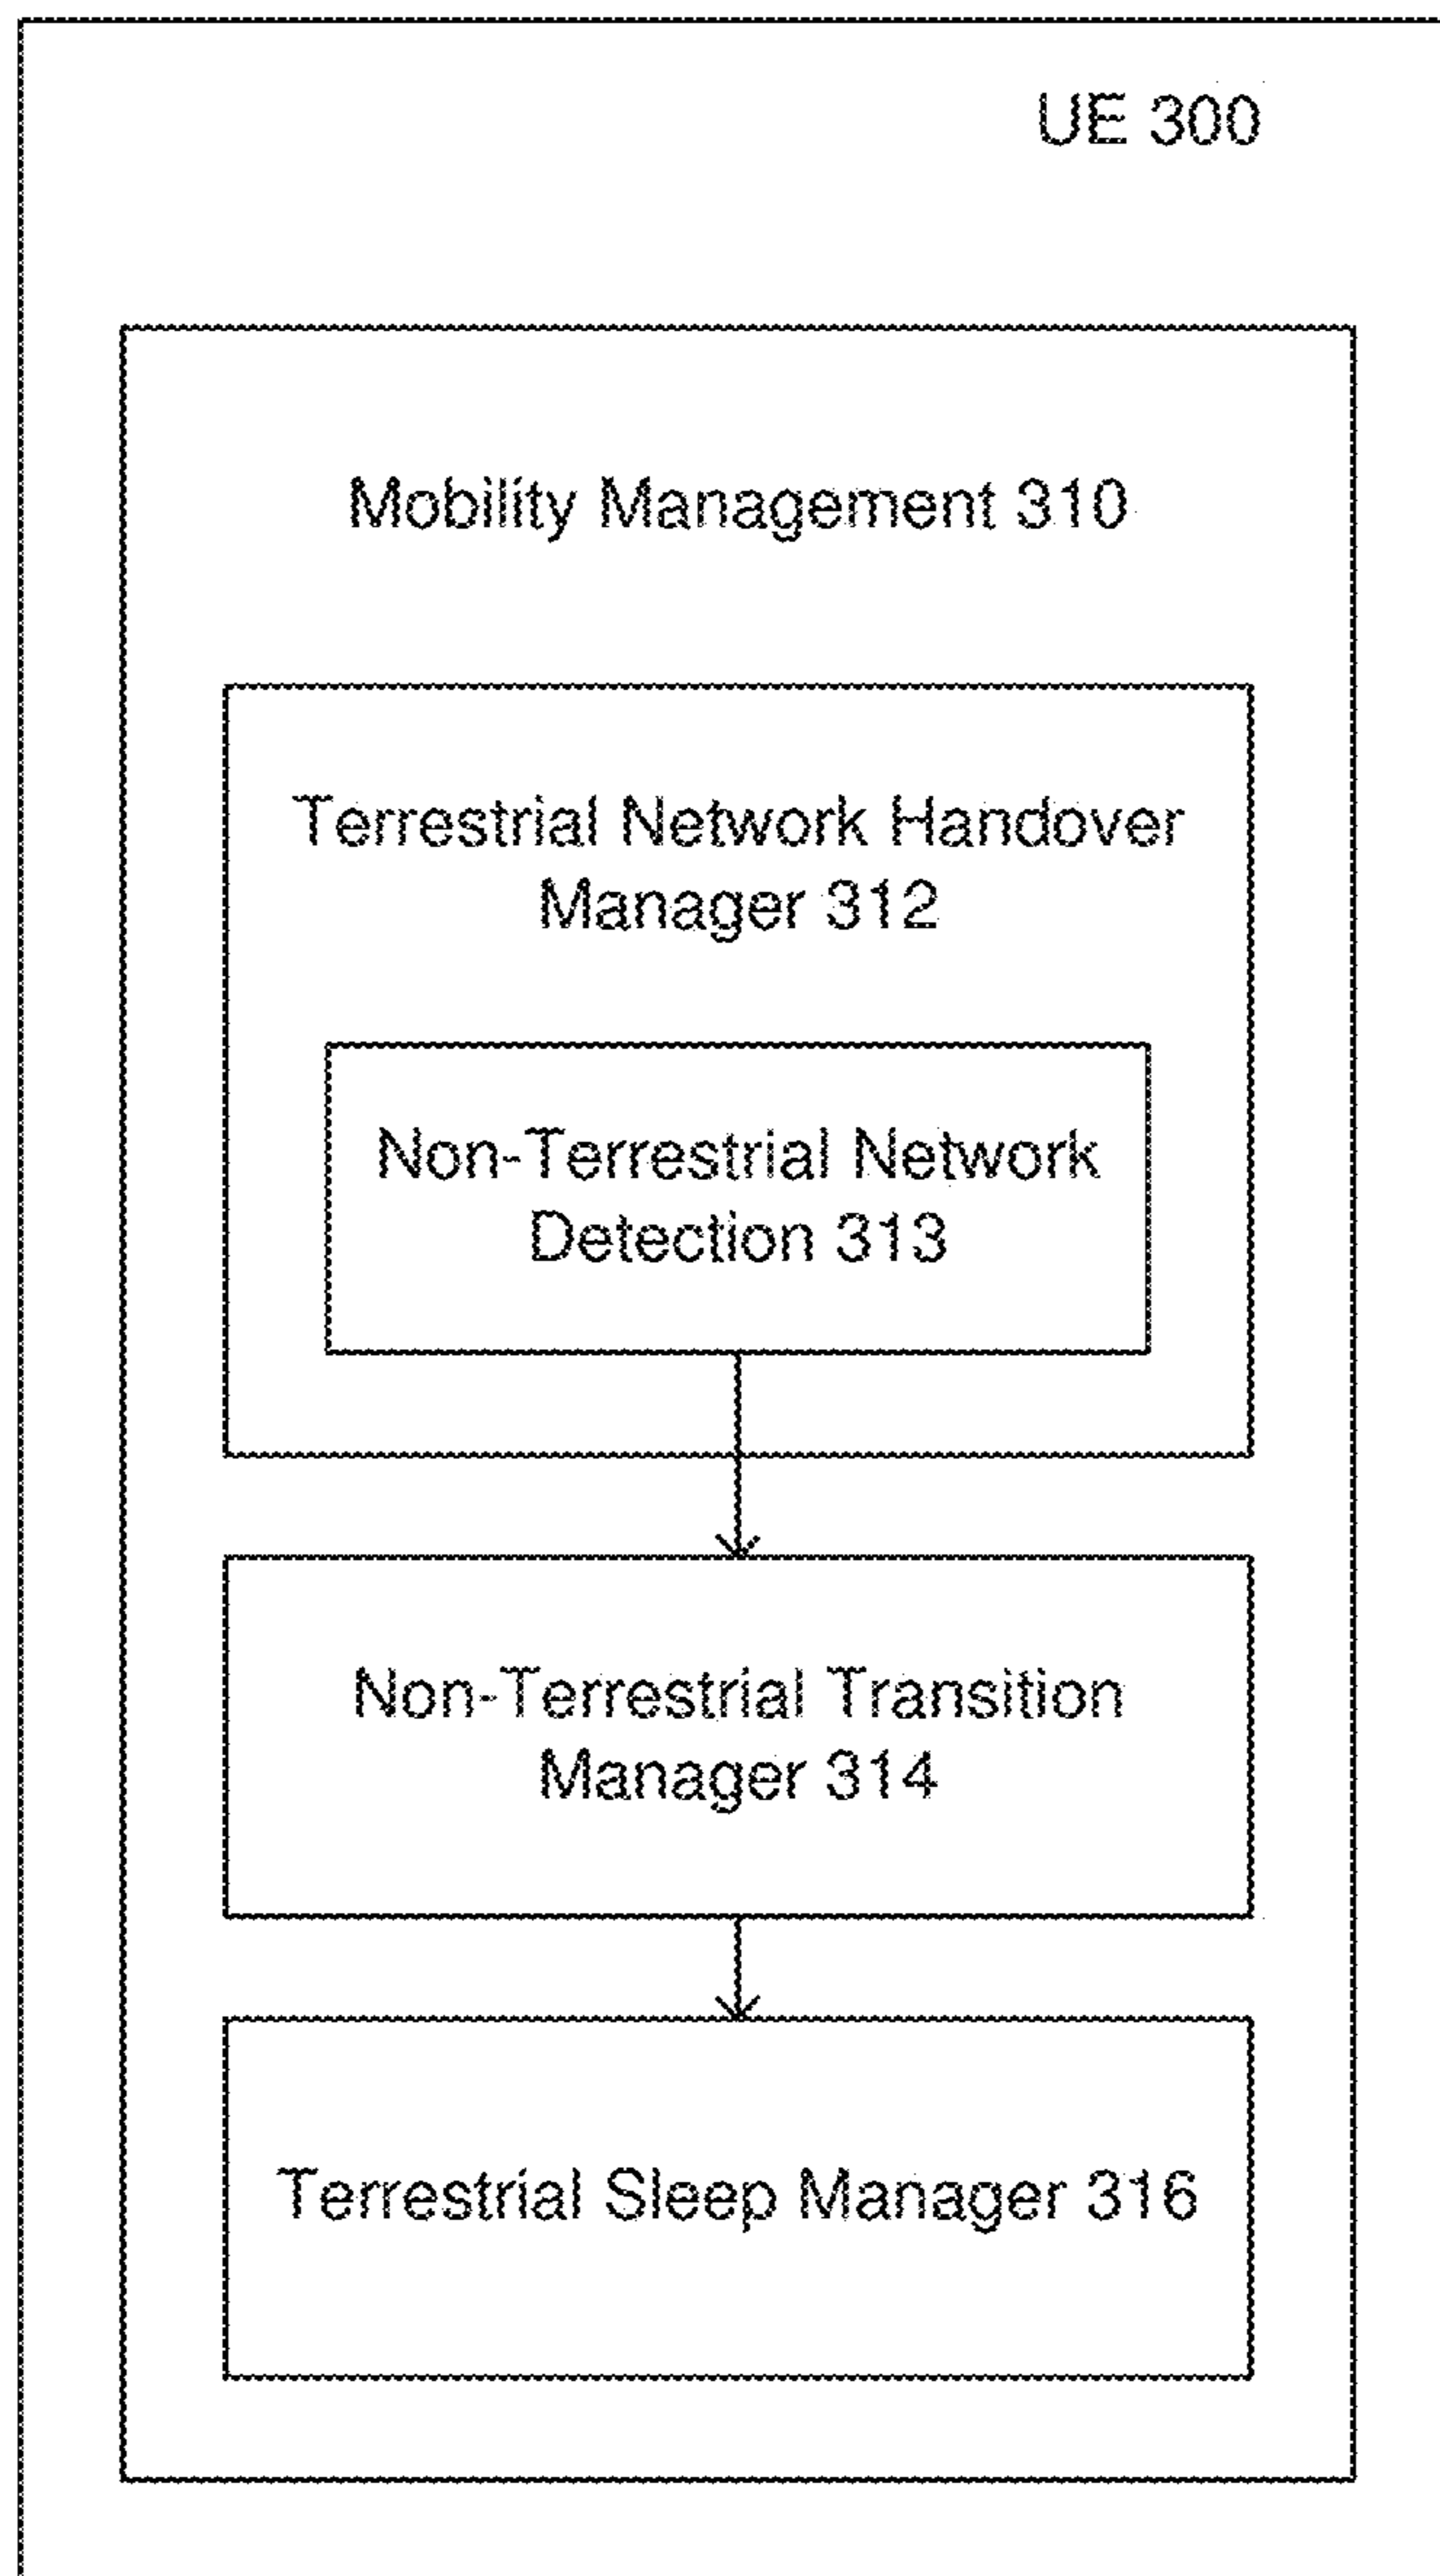 UE 300
Mobility Management 310
Terrestrial Network Handover
Manager 312
Non-Terrestrial Network
Detection 313
Non-Terrestrial Transition
Manager 314
Terrestrial Sleep Manager 316